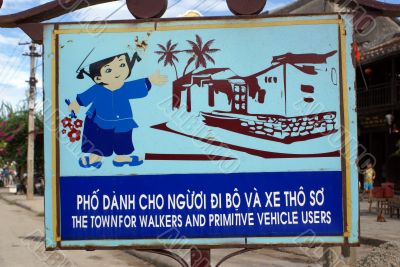 PHỐ DÀNH CHO NGƯỜI ĐI BỘ VÀ XE THÔ SƠ
THE TOWN FOR WALKERS AND PRIMITIVE VEHICLE USERS